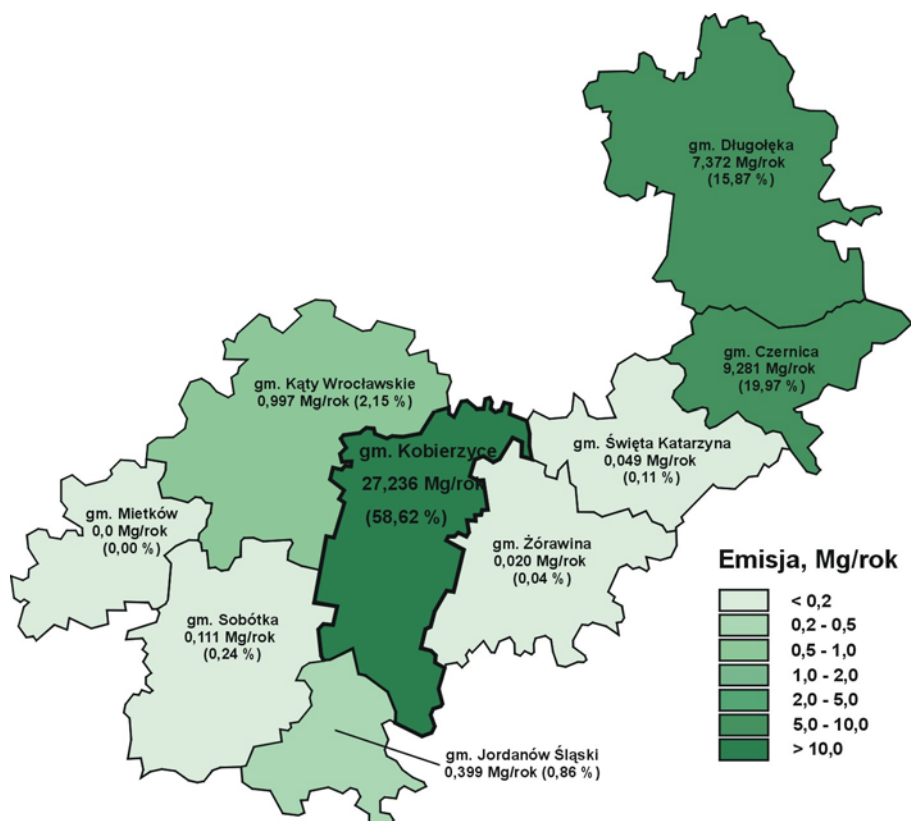 gm. Długołęka
7,372 Mg/rok
(15,87 %)
gm. Czernica
9,281 Mg/rok
(19,97 %)
gm. Kąty Wrocławskie
0,997 Mg/rok (2,15 %)
gm. Kobierzyce
27,236 Mg/rok
(58,62 %)
gm. Święta Katarzyna
0,049 Mg/rok
(0,11 %)
gm. Mietków
0,0 Mg/rok
(0,00 %)
gm. Żórawina
0,020 Mg/rok
(0,04 %)
gm. Sobótka
0,111 Mg/rok
(0,24 %)
gm. Jordanów Śląski
0,399 Mg/rok (0,86 %)
Emisja, Mg/rok
< 0,2
0,2 - 0,5
0,5 - 1,0
1,0 - 2,0
2,0 - 5,0
5,0 - 10,0
> 10,0